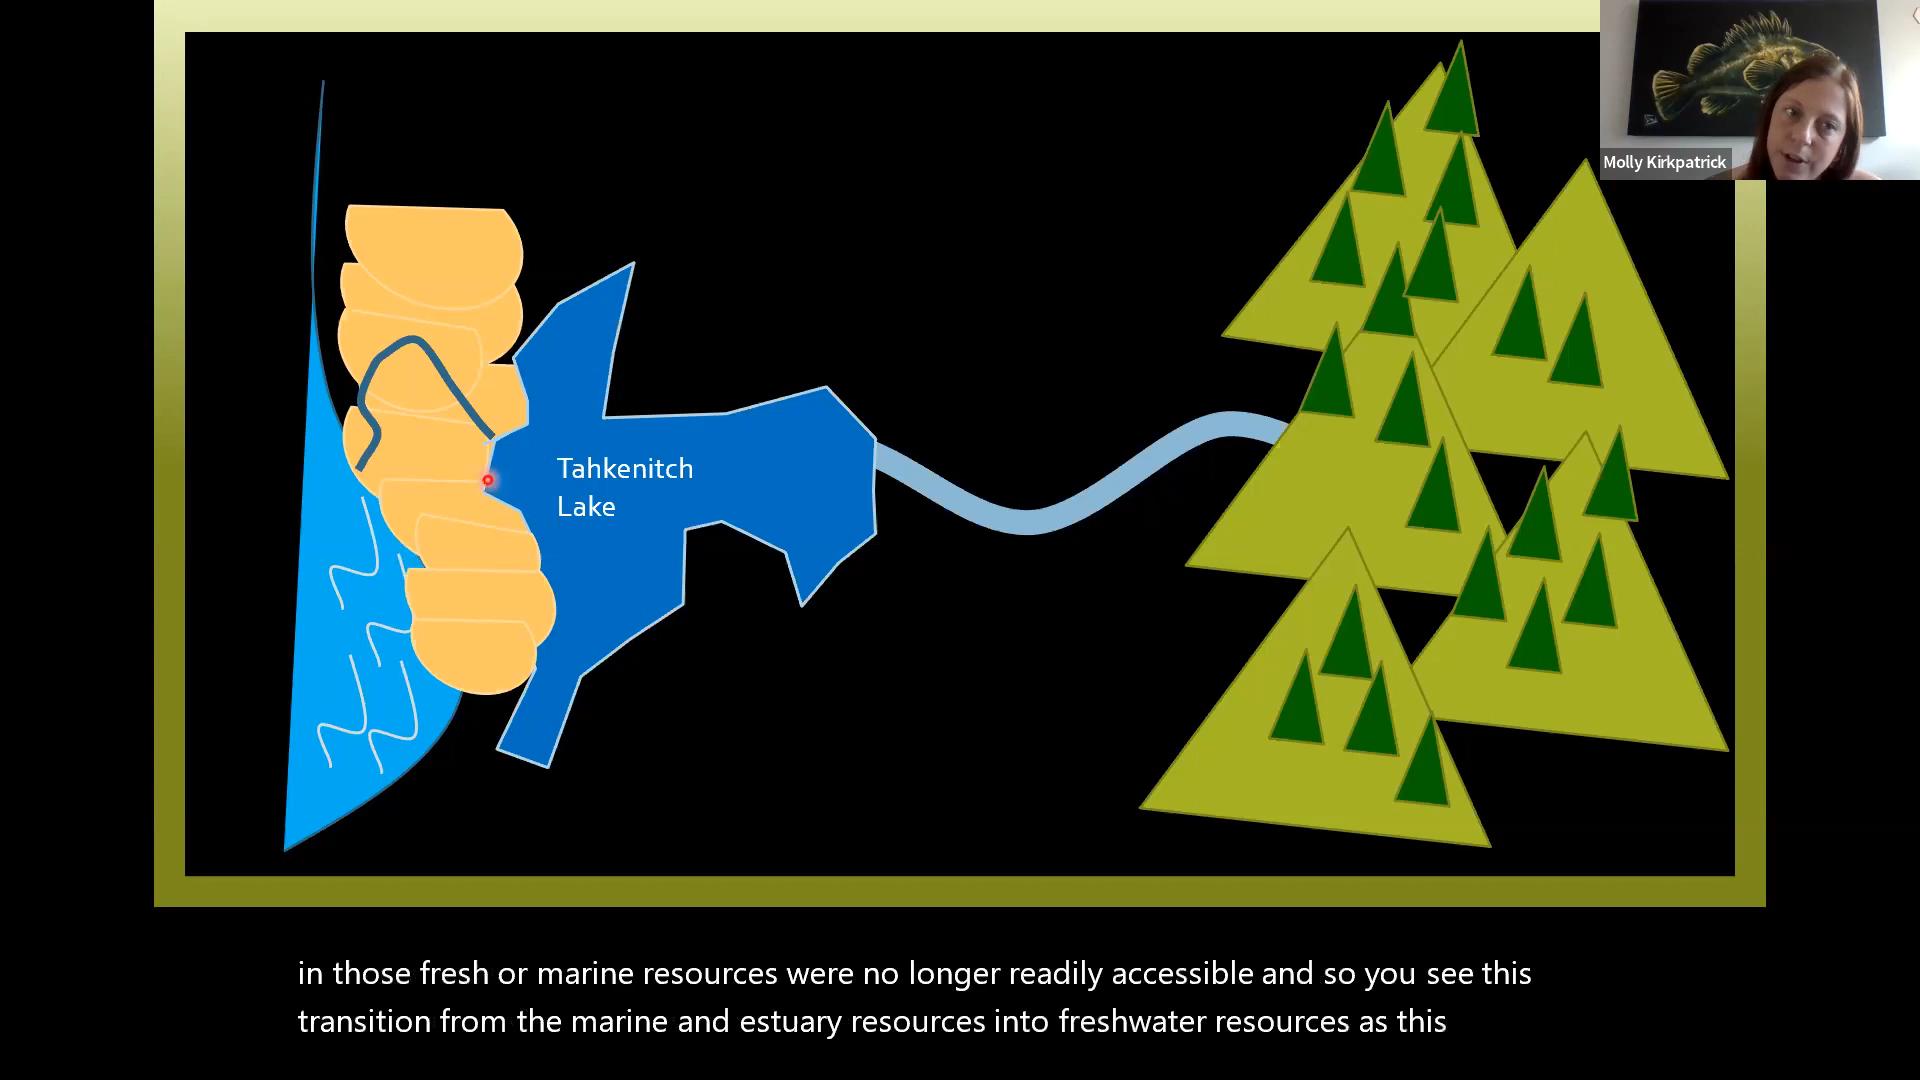 Molly Kirkpatrick
Tahkenitch
Lake
in those fresh or marine resources were no longer readily accessible and so you see this
transition from the marine and estuary resources into freshwater resources as this